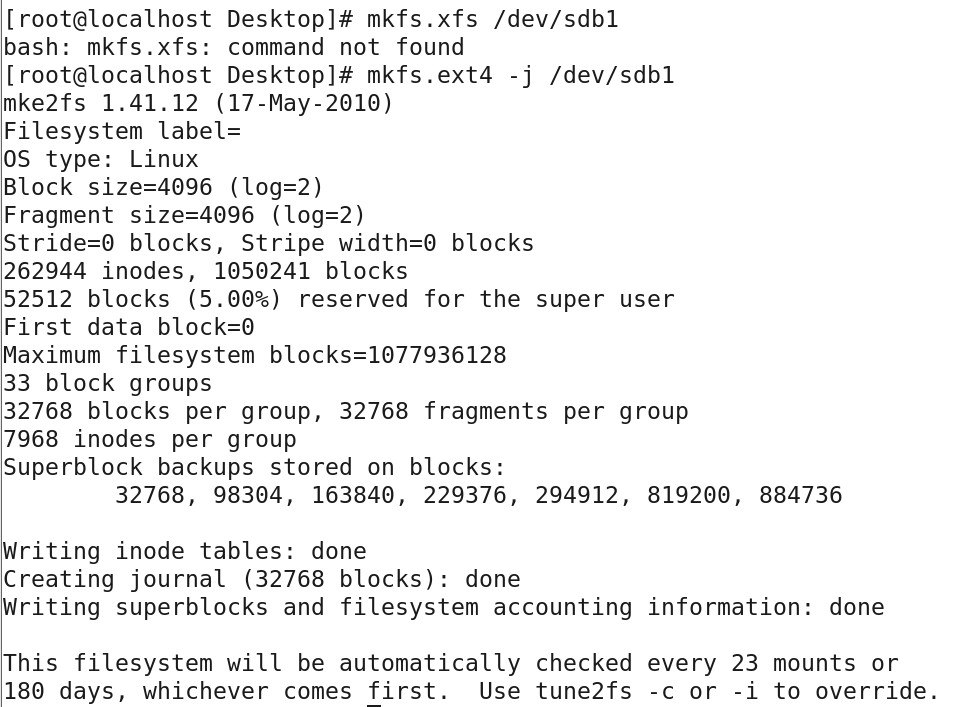 [root@localhost Desktop]# mkfs.xfs /dev/sdb1
bash: mkfs.xfs: command not found
[root@localhost Desktop]# mkfs.ext4 -j /dev/sdb1
mke2fs 1.41.12 (17-May-2010)
Filesystem label=
OS type: Linux
Block size=4096 (log=2)
Fragment size=4096 (log=2)
Stride=0 blocks, Stripe width=0 blocks
262944 inodes, 1050241 blocks
52512 blocks (5.00%) reserved for the super user
First data block=0
Maximum filesystem blocks=1077936128
33 block groups
32768 blocks per group, 32768 fragments per group
7968 inodes per group
Superblock backups stored on blocks:
        32768, 98304, 163840, 229376, 294912, 819200, 884736

Writing inode tables: done
Creating journal (32768 blocks): done
Writing superblocks and filesystem accounting information: done

This filesystem will be automatically checked every 23 mounts or
180 days, whichever comes first.  Use tune2fs -c or -i to override.